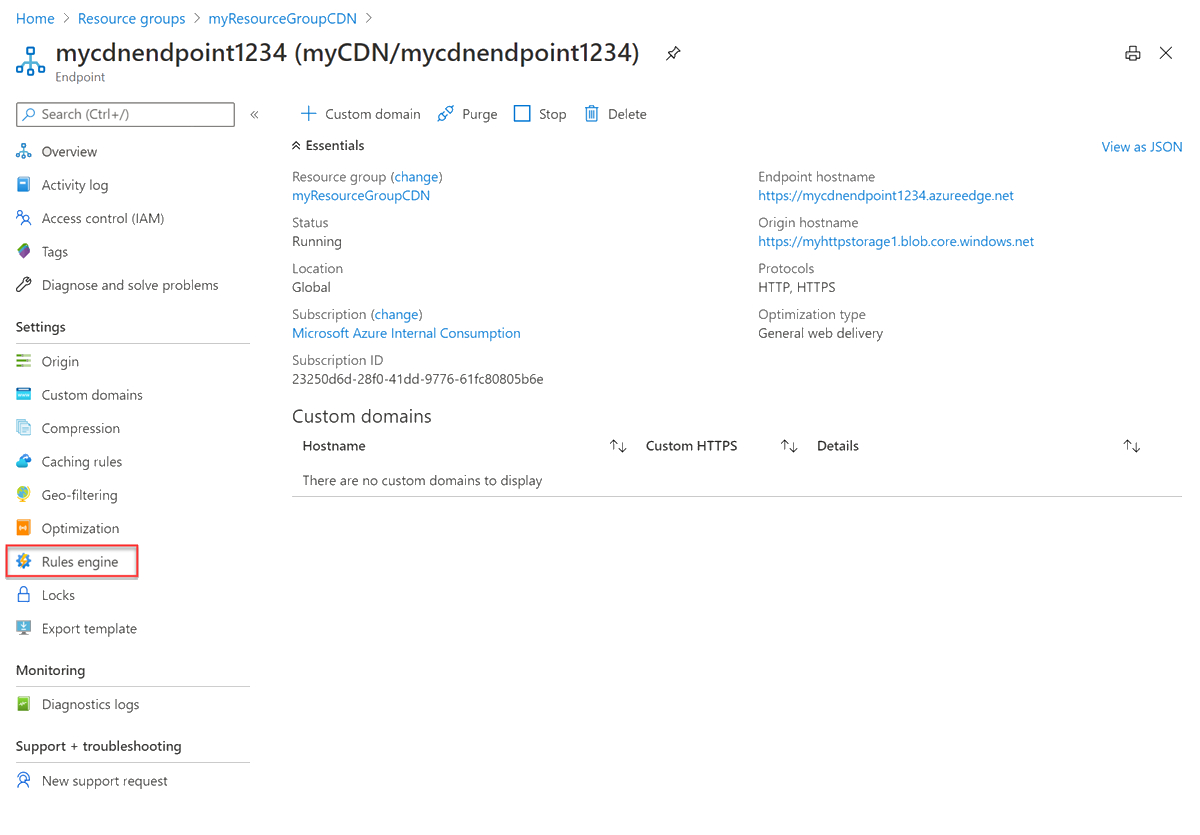 Home > Resource groups > myResourceGroupCDN >
mycdnendpoint1234 (myCDN/mycdnendpoint1234)
Endpoint
Search (Ctrl+/)
«
Overview
Activity log
Access control (IAM)
Tags
Diagnose and solve problems
Settings
Origin
Custom domains
Compression
Caching rules
Geo-filtering
Optimization
Rules engine
Locks
Export template
Monitoring
Diagnostics logs
Support + troubleshooting
New support request
Custom domain Purge Stop Delete
Essentials
View as JSON
Resource group (change)
myResourceGroupCDN
Status
Running
Location
Global
Subscription (change)
Microsoft Azure Internal Consumption
Subscription ID
23250d6d-28f0-41dd-9776-61fc80805b6e
Endpoint hostname
https://mycdnendpoint1234.azureedge.net
Origin hostname
https://myhttpstorage1.blob.core.windows.net
Protocols
HTTP, HTTPS
Optimization type
General web delivery
Custom domains
Hostname Custom HTTPS Details
There are no custom domains to display